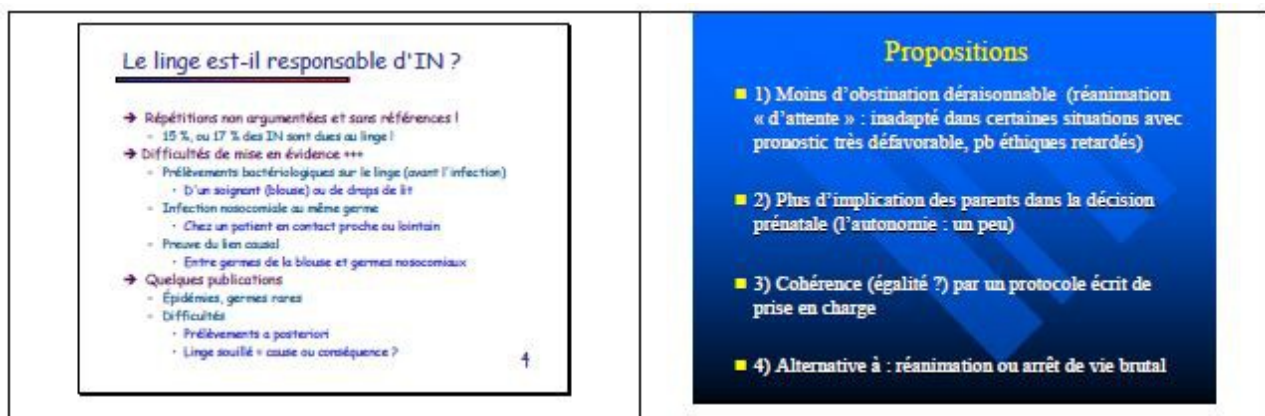 Le linge est-il responsable d'IN ?
➔ Répétitions non argumentées et sans références !
- 15 %, ou 17 % des IN sont dues au linge !
➔ Difficultés de mise en évidence +++
- Prélèvements bactériologiques sur le linge (avant l'infection)
• D'un soignant (blouse) ou de draps de lit
- Infection nosocomiale au même germe
• Chez un patient en contact proche ou lointain
- Preuve du lien causal
• Entre germes de la blouse et germes nosocomiaux
➔ Quelques publications
- Épidémies, germes rares
- Difficultés
• Prélèvements a posteriori
• Linge souillé = cause ou conséquence ?
4
Propositions
■ 1) Moins d'obstination déraisonnable (réanimation
« d'attente » : inadapté dans certaines situations avec
pronostic très défavorable, pb éthiques retardés)
■ 2) Plus d'implication des parents dans la décision
prénatale (l'autonomie : un peu)
■ 3) Cohérence (égalité ?) par un protocole écrit de
prise en charge
■ 4) Alternative à : réanimation ou arrêt de vie brutal